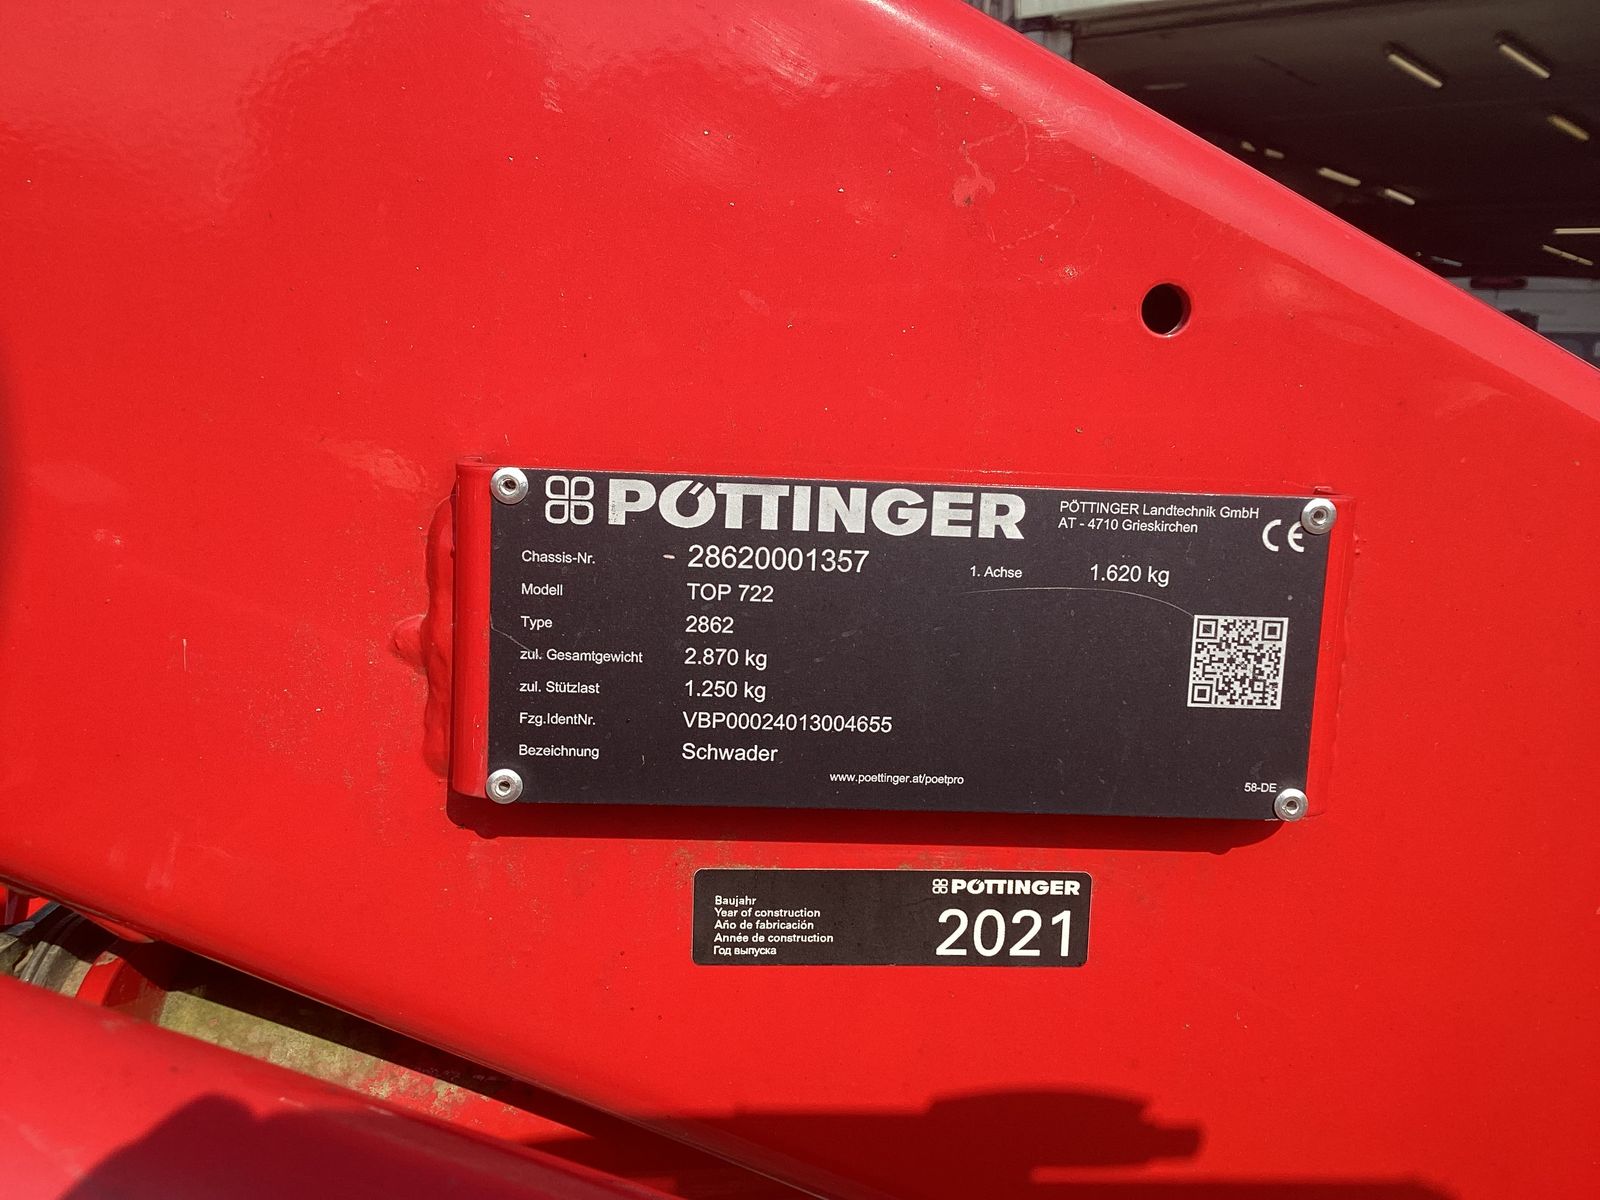 PÖTTINGER
PÖTTINGER Landtechnik GmbH
AT - 4710 Grieskirchen
CE
Chassis-Nr. - 28620001357
1. Achse 1.620 kg
Modell TOP 722
Type 2862
zul. Gesamtgewicht 2.870 kg
zul. Stützlast 1.250 kg
Fzg.IdentNr. VBP00024013004655
Bezeichnung Schwader
www.poettinger.at/poetpro
58-DE
PÖTTINGER
Baujahr
Year of construction
Año de fabricación
Année de construction
Год выпуска
2021